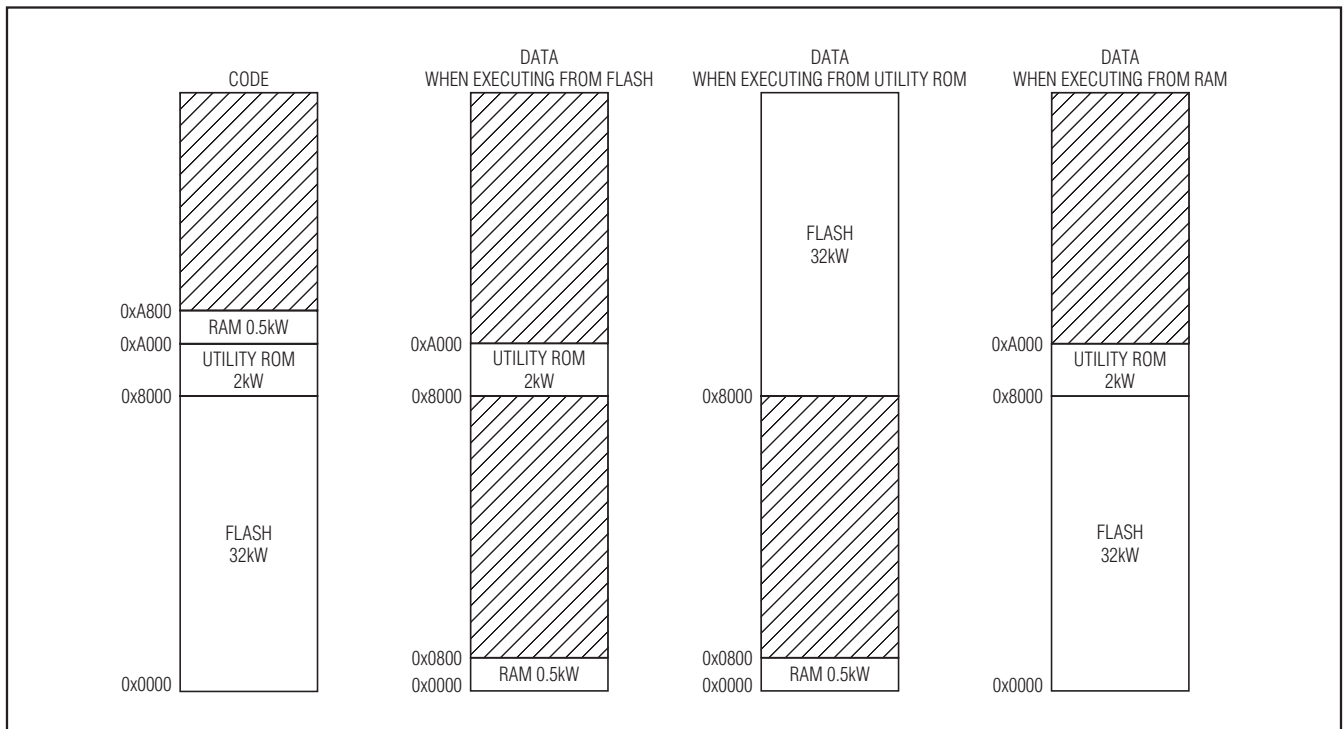 CODE
0xA800
RAM 0.5kW
0xA000
UTILITY ROM
2kW
0x8000
FLASH
32kW
0x0000
DATA
WHEN EXECUTING FROM FLASH
0xA000
UTILITY ROM
2kW
0x8000
0x0800
RAM 0.5kW
0x0000
DATA
WHEN EXECUTING FROM UTILITY ROM
FLASH
32kW
0x8000
0x0800
RAM 0.5kW
0x0000
DATA
WHEN EXECUTING FROM RAM
0xA000
UTILITY ROM
2kW
0x8000
FLASH
32kW
0x0000